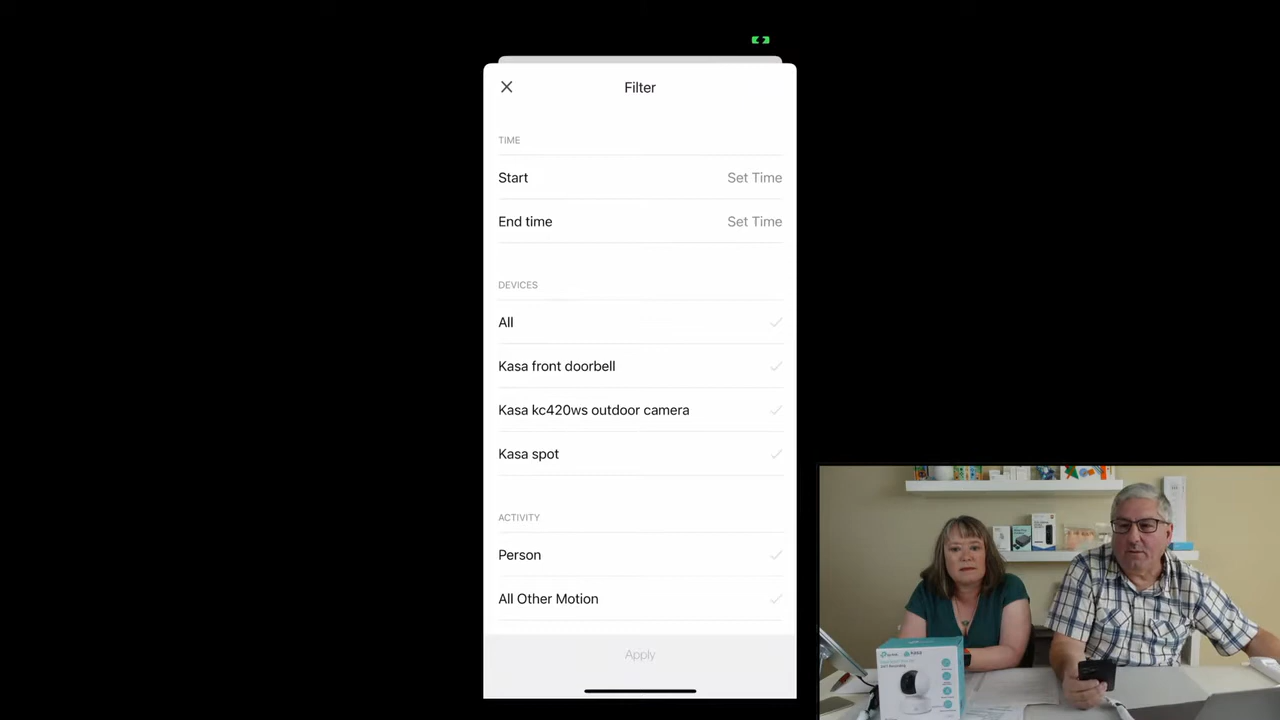 Filter
TIME
Start Set Time
End time Set Time
DEVICES
All
Kasa front doorbell
Kasa kc420ws outdoor camera
Kasa spot
ACTIVITY
Person
All Other Motion
Apply
kasa